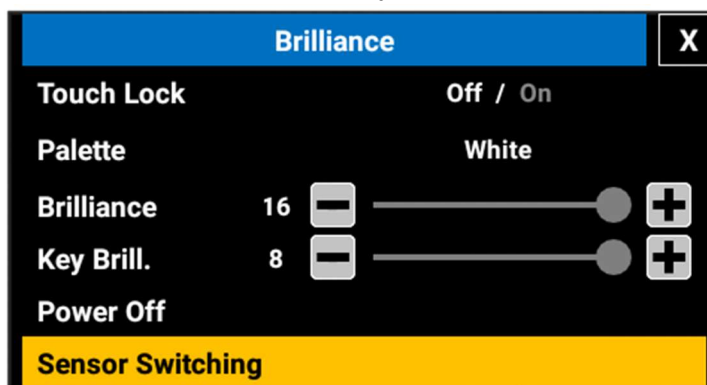 Brilliance X
Touch Lock Off / On
Palette White
Brilliance 16
Key Brill. 8
Power Off
Sensor Switching